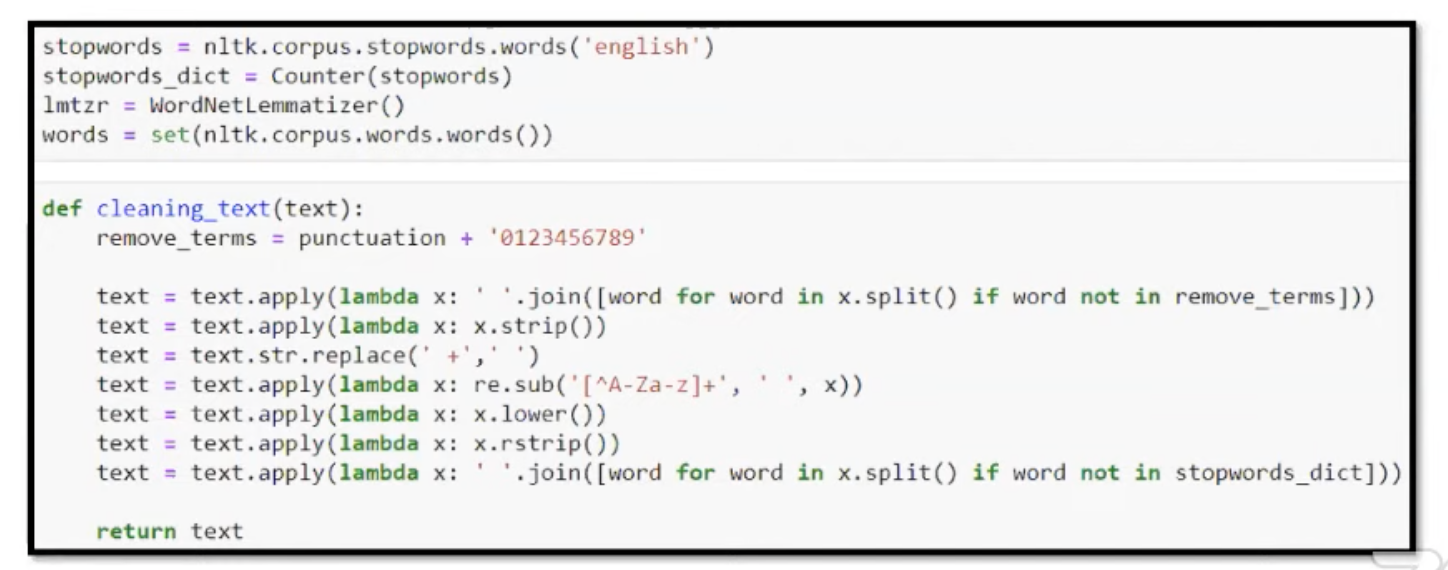 stopwords = nltk.corpus.stopwords.words('english')
stopwords_dict = Counter(stopwords)
lmtzr = WordNetLemmatizer()
words = set(nltk.corpus.words.words())
def cleaning_text(text):
    remove_terms = punctuation + '0123456789'
    text = text.apply(lambda x: ' '.join([word for word in x.split() if word not in remove_terms]))
    text = text.apply(lambda x: x.strip())
    text = text.str.replace(' +',' ')
    text = text.apply(lambda x: re.sub('[^A-Za-z]+', ' ', x))
    text = text.apply(lambda x: x.lower())
    text = text.apply(lambda x: x.rstrip())
    text = text.apply(lambda x: ' '.join([word for word in x.split() if word not in stopwords_dict]))
    return text